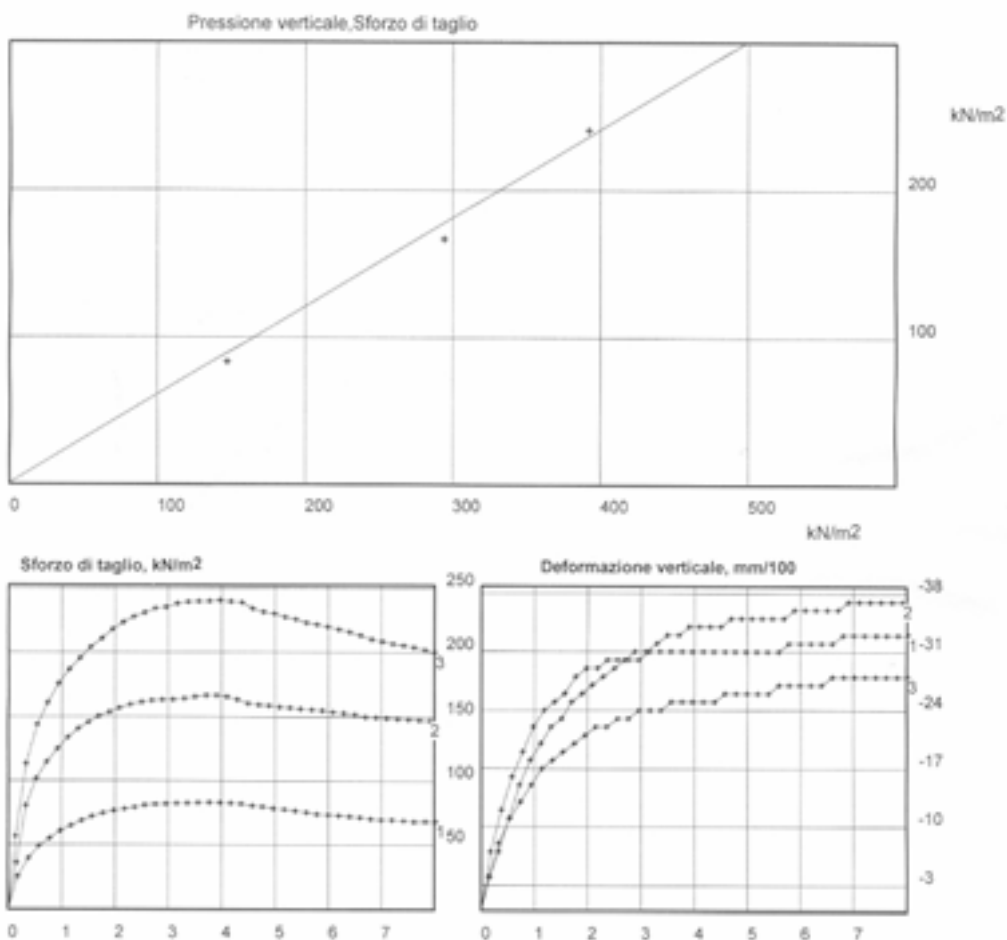 Pressione verticale,Sforzo di taglio
kN/m2
200
100
0 100 200 300 400 500
kN/m2
Sforzo di taglio, kN/m2
250
200
150
100
50
3
2
1
0 1 2 3 4 5 6 7
Deformazione verticale, mm/100
-38
-31
-24
-17
-10
-3
2
1
3
0 1 2 3 4 5 6 7